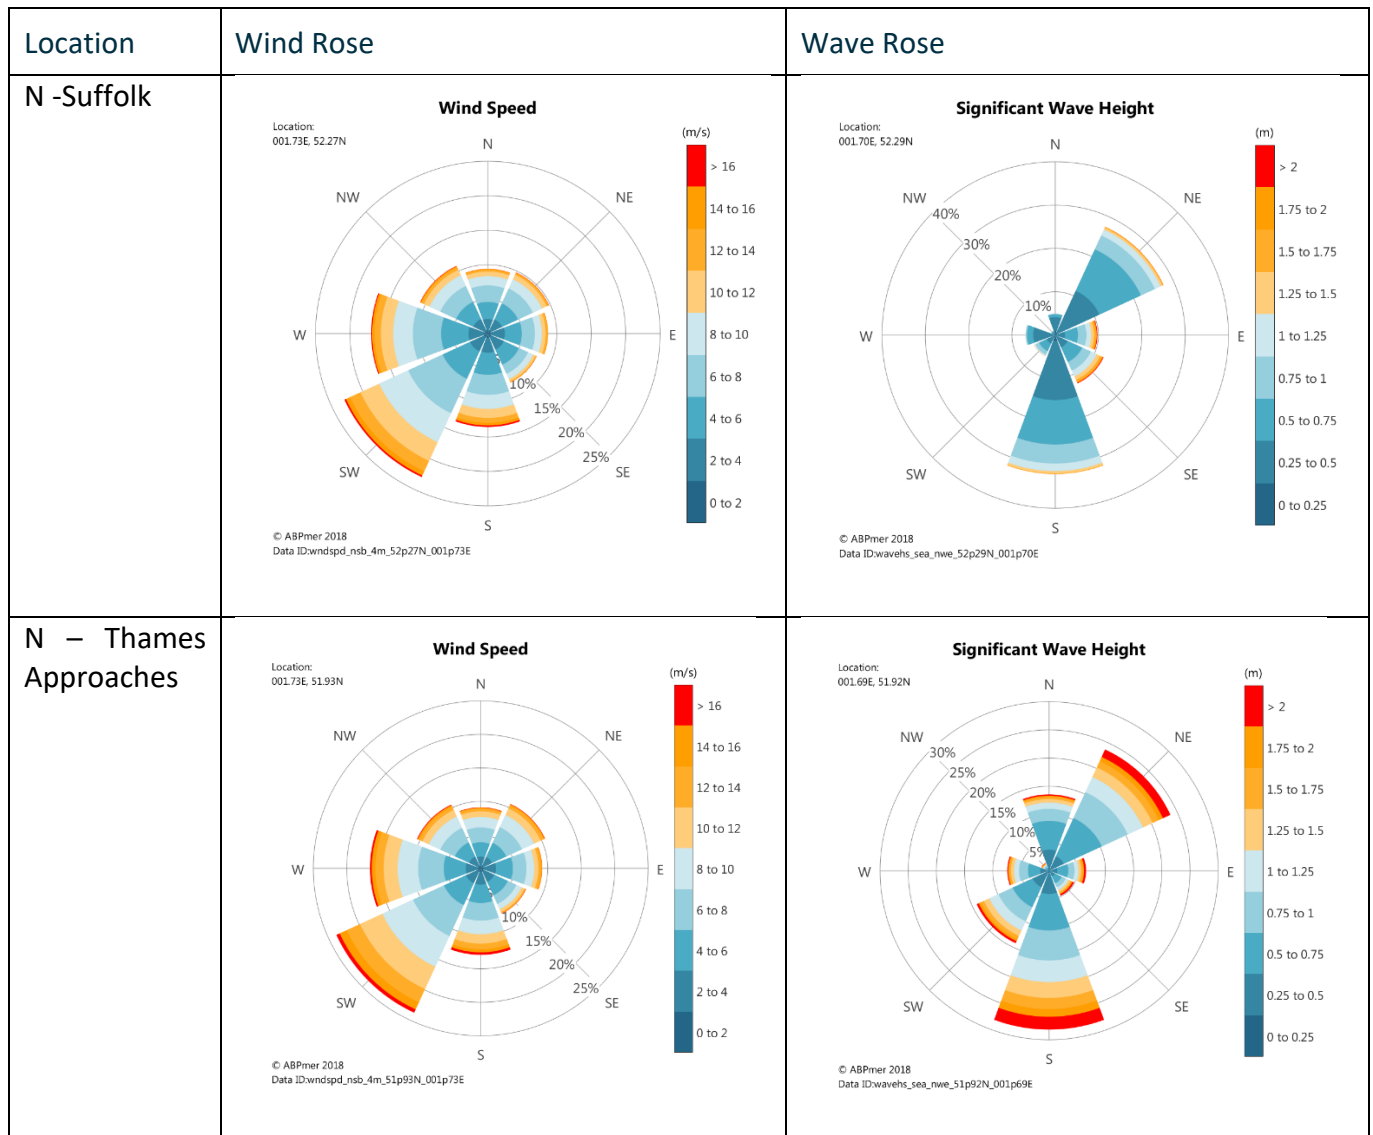 Location
Wind Rose
Wave Rose
N -Suffolk
Wind Speed
Location:
001.73E, 52.27N
(m/s)
N
NW
NE
W
E
10%
15%
20%
25%
SW
SE
S
> 16
14 to 16
12 to 14
10 to 12
8 to 10
6 to 8
4 to 6
2 to 4
0 to 2
© ABPmer 2018
Data ID:wndspd_nsb_4m_52p27N_001p73E
Significant Wave Height
Location:
001.70E, 52.29N
(m)
N
NW
NE
40%
30%
20%
10%
W
E
SW
SE
S
> 2
1.75 to 2
1.5 to 1.75
1.25 to 1.5
1 to 1.25
0.75 to 1
0.5 to 0.75
0.25 to 0.5
0 to 0.25
© ABPmer 2018
Data ID:wavehs_sea_nwe_52p29N_001p70E
N – Thames
Approaches
Wind Speed
Location:
001.73E, 51.93N
(m/s)
N
NW
NE
W
E
10%
15%
20%
25%
SW
SE
S
> 16
14 to 16
12 to 14
10 to 12
8 to 10
6 to 8
4 to 6
2 to 4
0 to 2
© ABPmer 2018
Data ID:wndspd_nsb_4m_51p93N_001p73E
Significant Wave Height
Location:
001.69E, 51.92N
(m)
N
NW
NE
30%
25%
20%
15%
10%
5%
W
E
SW
SE
S
> 2
1.75 to 2
1.5 to 1.75
1.25 to 1.5
1 to 1.25
0.75 to 1
0.5 to 0.75
0.25 to 0.5
0 to 0.25
© ABPmer 2018
Data ID:wavehs_sea_nwe_51p92N_001p69E